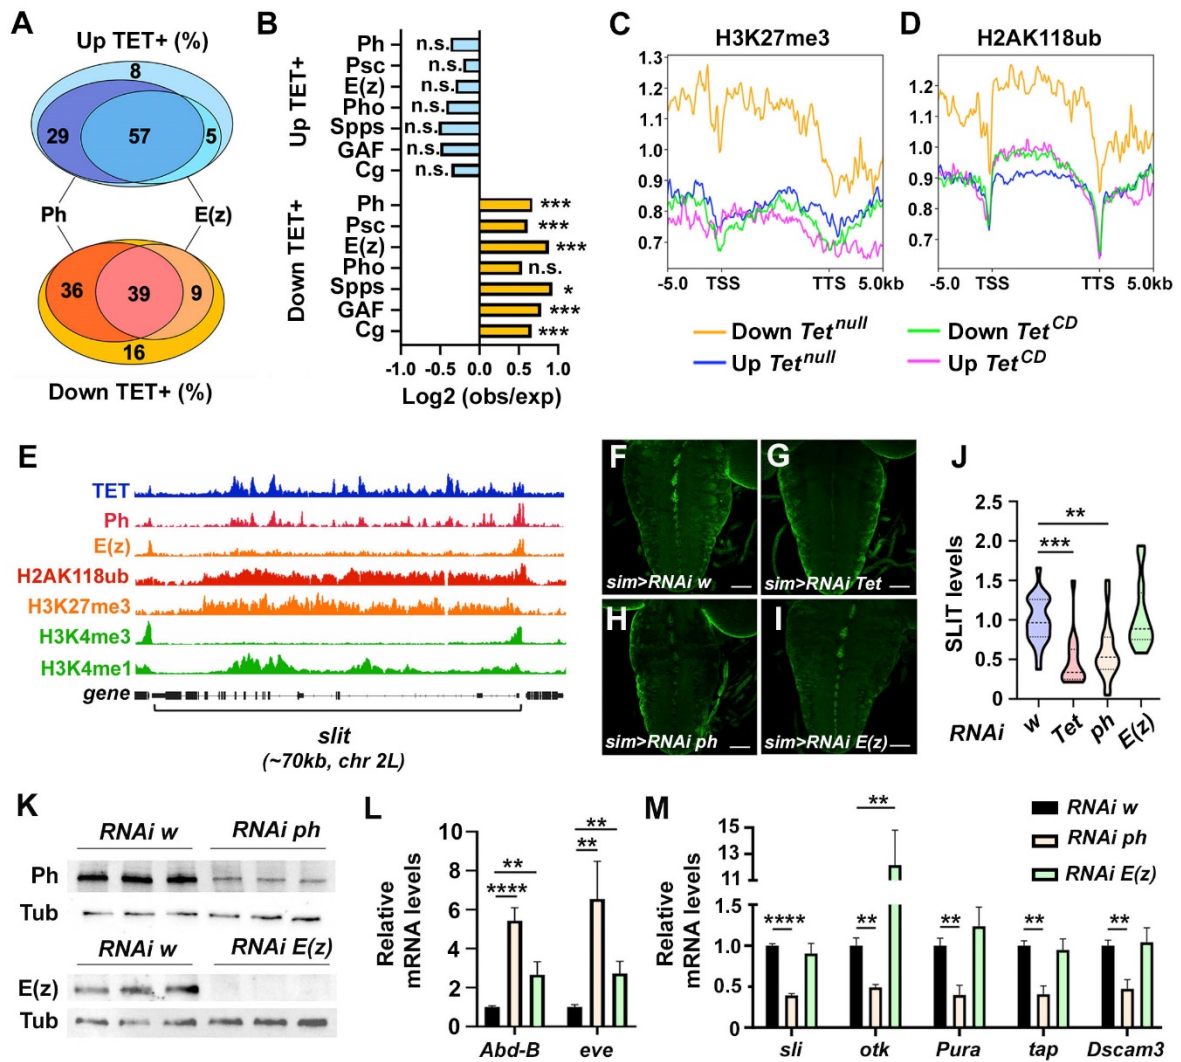 A
Up TET+ (%)
8
29
57
5
Ph
E(z)
36
39
9
16
Down TET+ (%)
B
Up TET+
Ph n.s.
Psc n.s.
E(z) n.s.
Pho n.s.
Spps n.s.
GAF n.s.
Cg n.s.
Down TET+
Ph ***
Psc ***
E(z) ***
Pho n.s.
Spps *
GAF ***
Cg ***
-1.0 -0.5 0.0 0.5 1.0
Log2 (obs/exp)
C
H3K27me3
1.3
1.2
1.1
1.0
0.9
0.8
0.7
-5.0 TSS TTS 5.0kb
D
H2AK118ub
1.2
1.1
1.0
0.9
0.8
0.7
-5.0 TSS TTS 5.0kb
Down Tet^null
Down Tet^CD
Up Tet^null
Up Tet^CD
E
TET
Ph
E(z)
H2AK118ub
H3K27me3
H3K4me3
H3K4me1
gene
slit
(~70kb, chr 2L)
F
sim>RNAi w
G
sim>RNAi Tet
H
sim>RNAi ph
I
sim>RNAi E(z)
J
SLIT levels
2.5
2.0
1.5
1.0
0.5
0
**
***
RNAi w Tet ph E(z)
K
RNAi w RNAi ph
Ph
Tub
RNAi w RNAi E(z)
E(z)
Tub
L
Relative
mRNA levels
10
8
6
4
2
0
**
****
**
**
Abd-B eve
M
Relative
mRNA levels
15
13
11
1.5
1.0
0.5
0.0
**
**** ** ** ** **
sli otk Pura tap Dscam3
RNAi w
RNAi ph
RNAi E(z)